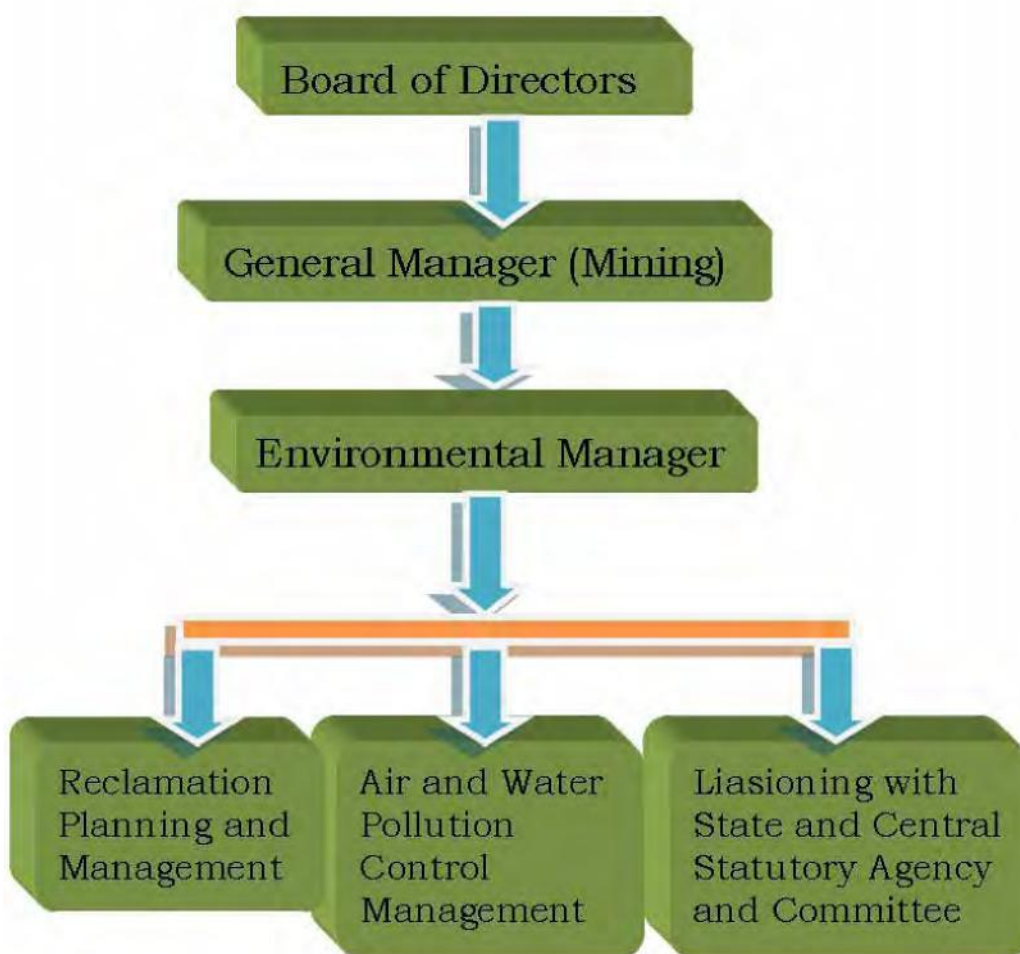 Board of Directors
General Manager (Mining)
Environmental Manager
Reclamation
Planning and
Management
Air and Water
Pollution
Control
Management
Liasioning with
State and Central
Statutory Agency
and Committee